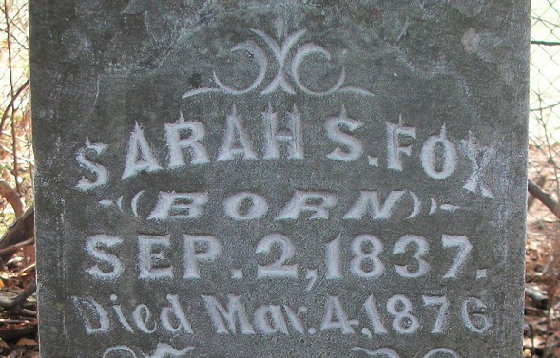 SARAH S. FOX
(BORN)
SEP. 2, 1837.
Died Mar. 4, 1876